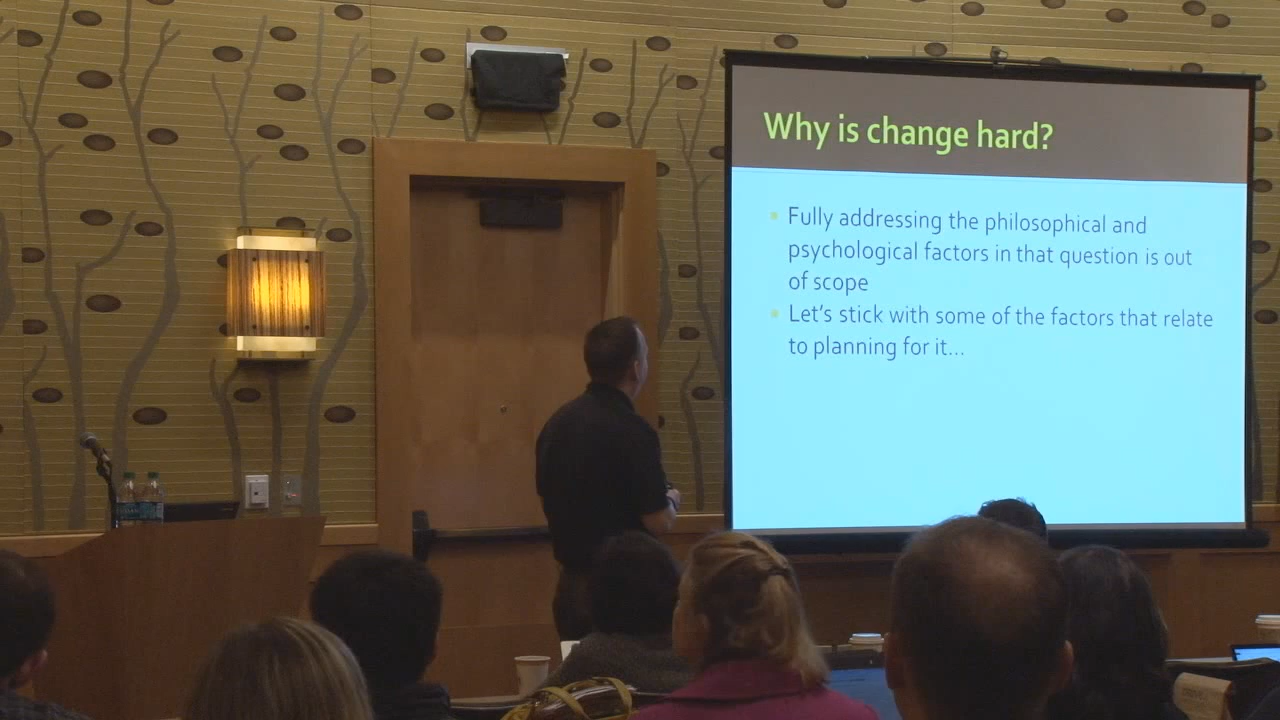 Why is change hard?
Fully addressing the philosophical and
psychological factors in that question is out
of scope
Let's stick with some of the factors that relate
to planning for it...